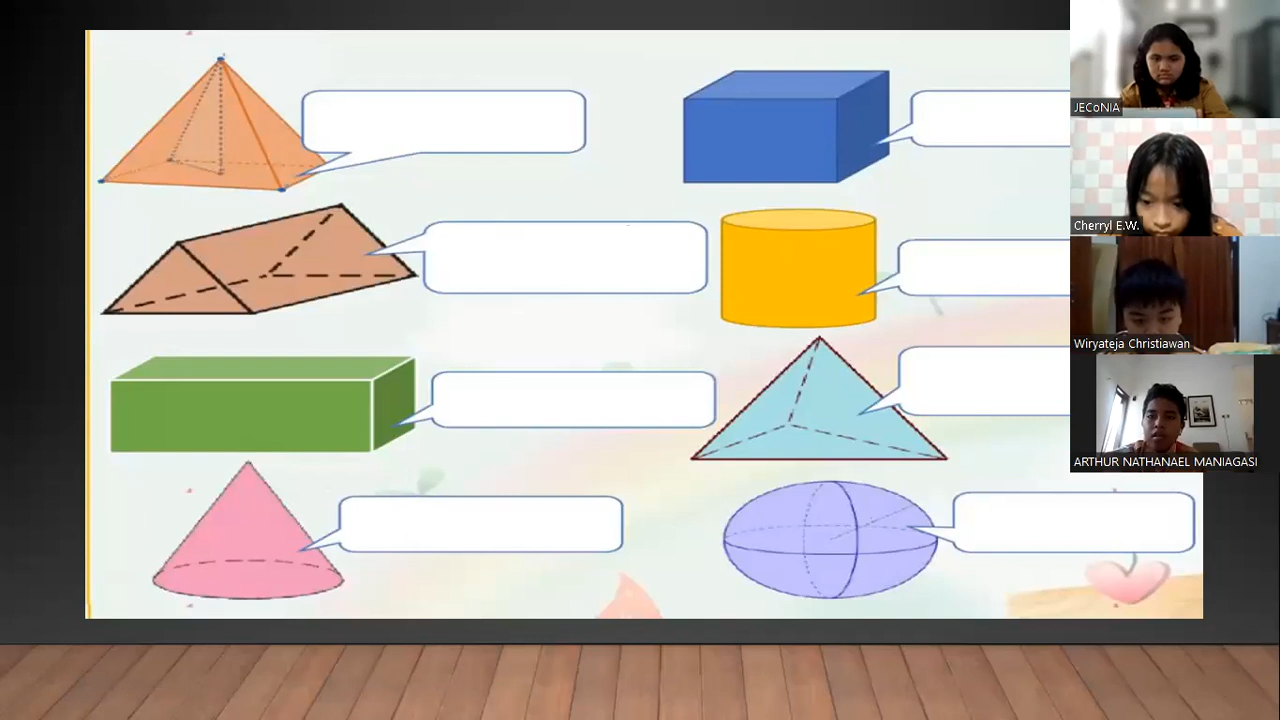 JECoNiA
Cherryl E.W.
Wiryateja Christiawan
ARTHUR NATHANAEL MANIAGASI